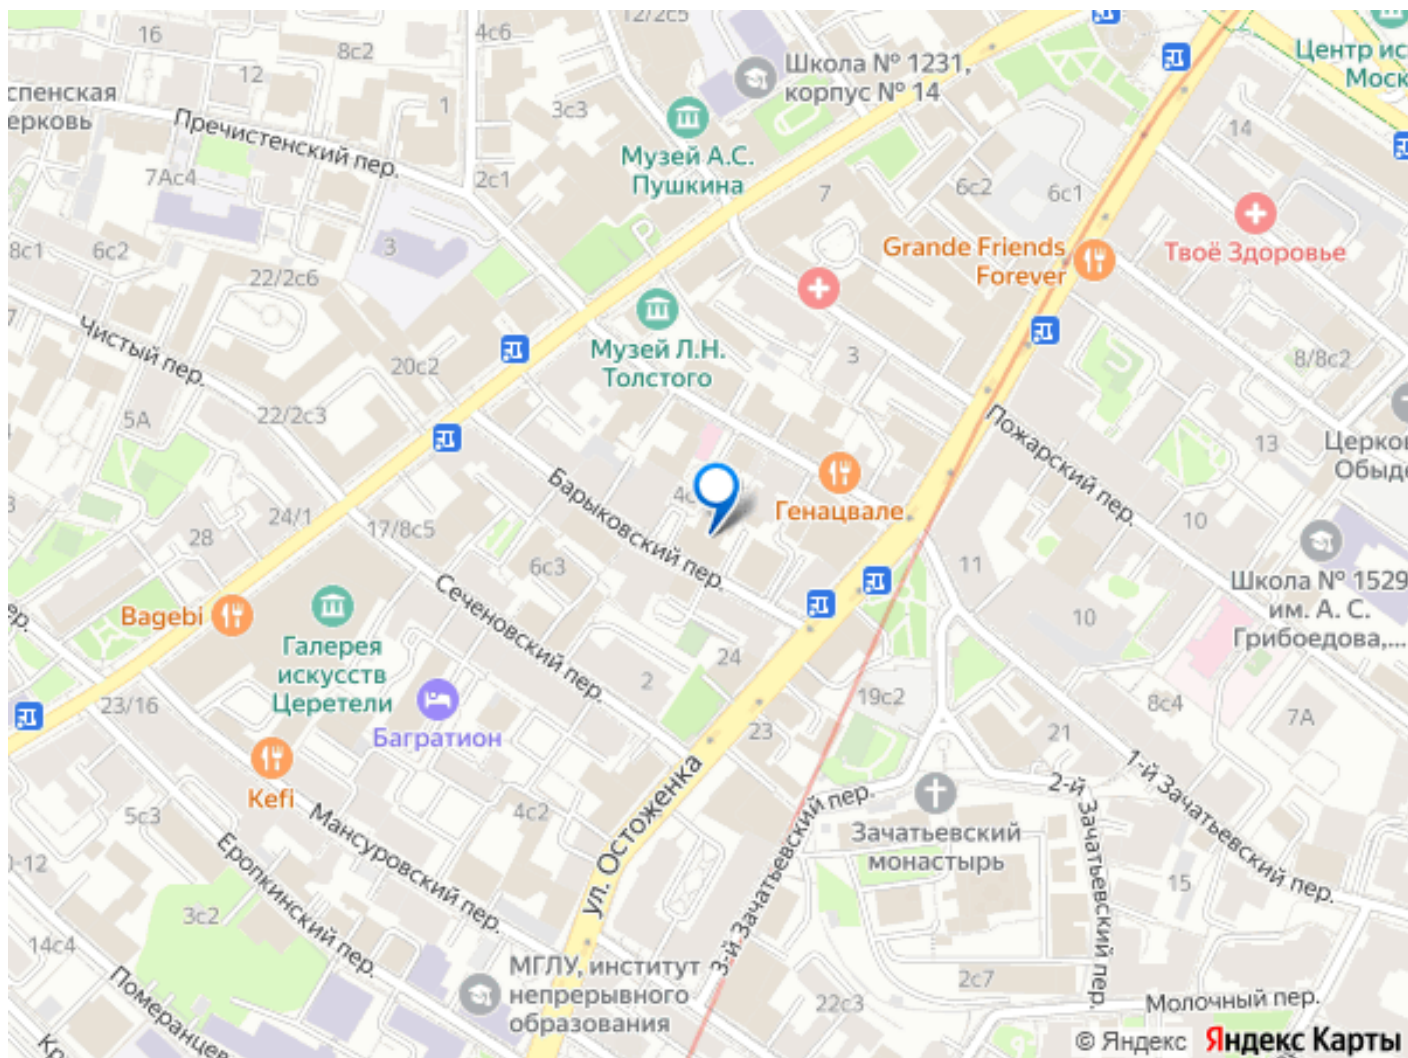 12/2с5
4с6
16
8с2
12
1
Школа № 1231,
корпус № 14
Центр ис
Моск
спенская
ерковь
Пречистенский пер.
3с3
Музей А.С.
Пушкина
14
7Ас4
2с1
7
6с2
6с1
Твоё Здоровье
8с1
6с2
3
22/2с6
Grande Friends
Forever
Чистый пер.
20с2
Музей Л.Н.
Толстого
3
8/8с2
5А
22/2с3
Пожарский пер.
13
Церков
Обыде
28
24/1
17/8с5
Барыковский пер.
Генацвале
10
11
6с3
Сеченовский пер.
Школа № 1529
им. А. С.
Грибоедова,...
10
Bagebi
ер.
Галерея
искусств
Церетели
24
2
19с2
8с4
7А
23/16
Багратион
23
21
1-й Зачатьевский пер.
2-й Зачатьевский пер.
Kefi
5с3
4с2
Мансуровский пер.
ул. Остоженка
3-й Зачатьевский пер.
Зачатьевский
монастырь
0-12
Еропкинский пер.
15
3с2
14с4
МГЛУ, институт
непрерывного
образования
2с7
22с3
Молочный пер.
Померанцев
Кр
© Яндекс Яндекс Карты